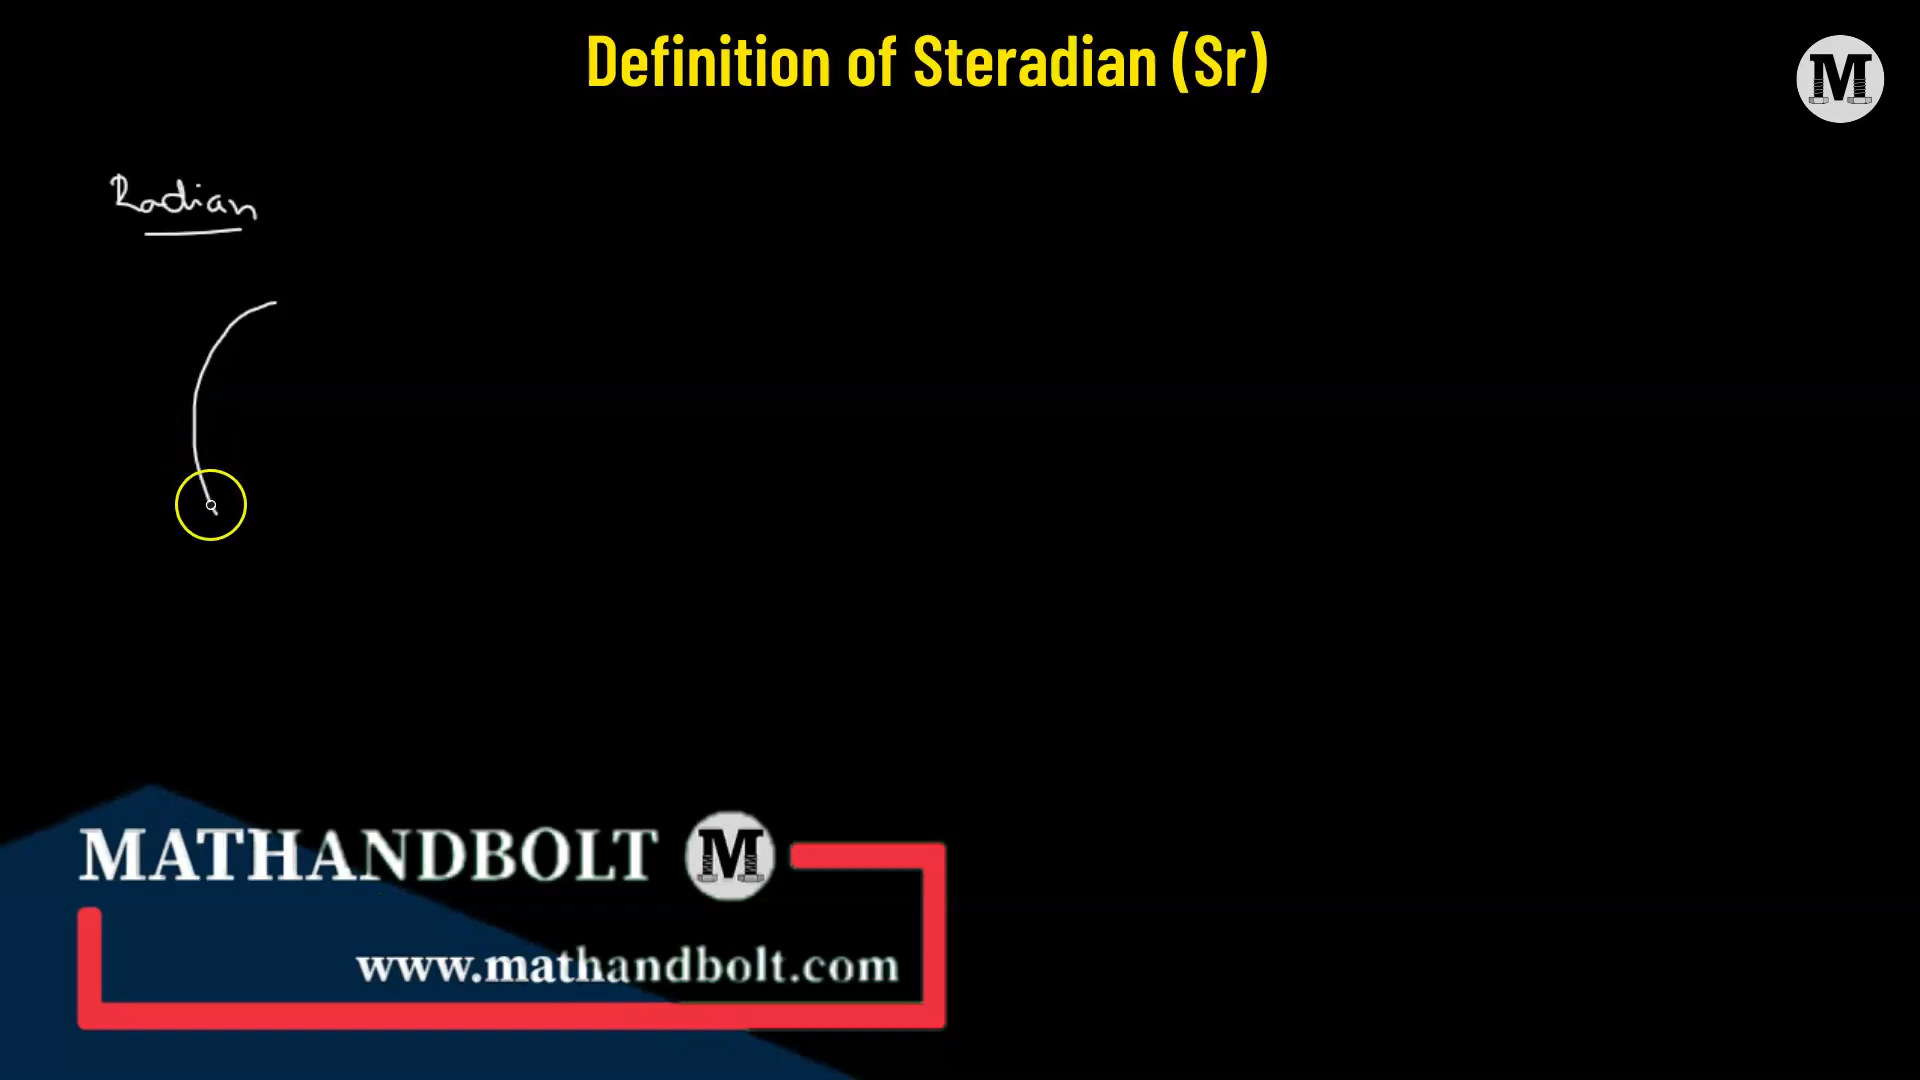 Definition of Steradian (Sr)
M
Radian
MATHANDBOLT M
www.mathandbolt.com